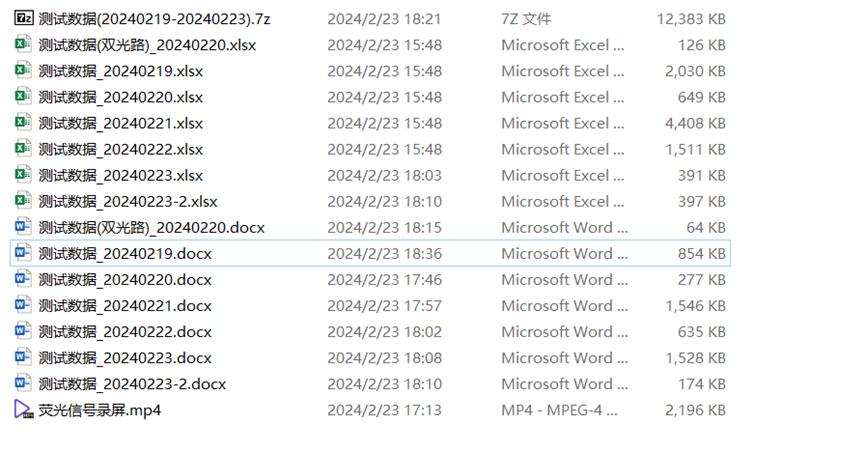 测试数据(20240219-20240223).7z 2024/2/23 18:21 7Z 文件 12,383 KB
测试数据(双光路)_20240220.xlsx 2024/2/23 15:48 Microsoft Excel ... 126 KB
测试数据_20240219.xlsx 2024/2/23 15:48 Microsoft Excel ... 2,030 KB
测试数据_20240220.xlsx 2024/2/23 15:48 Microsoft Excel ... 649 KB
测试数据_20240221.xlsx 2024/2/23 15:48 Microsoft Excel ... 4,408 KB
测试数据_20240222.xlsx 2024/2/23 15:48 Microsoft Excel ... 1,511 KB
测试数据_20240223.xlsx 2024/2/23 18:03 Microsoft Excel ... 391 KB
测试数据_20240223-2.xlsx 2024/2/23 18:10 Microsoft Excel ... 397 KB
测试数据(双光路)_20240220.docx 2024/2/23 18:15 Microsoft Word ... 64 KB
测试数据_20240219.docx 2024/2/23 18:36 Microsoft Word ... 854 KB
测试数据_20240220.docx 2024/2/23 17:46 Microsoft Word ... 277 KB
测试数据_20240221.docx 2024/2/23 17:57 Microsoft Word ... 1,546 KB
测试数据_20240222.docx 2024/2/23 18:02 Microsoft Word ... 635 KB
测试数据_20240223.docx 2024/2/23 18:08 Microsoft Word ... 1,528 KB
测试数据_20240223-2.docx 2024/2/23 18:10 Microsoft Word ... 174 KB
荧光信号录屏.mp4 2024/2/23 17:13 MP4 - MPEG-4 ... 2,196 KB